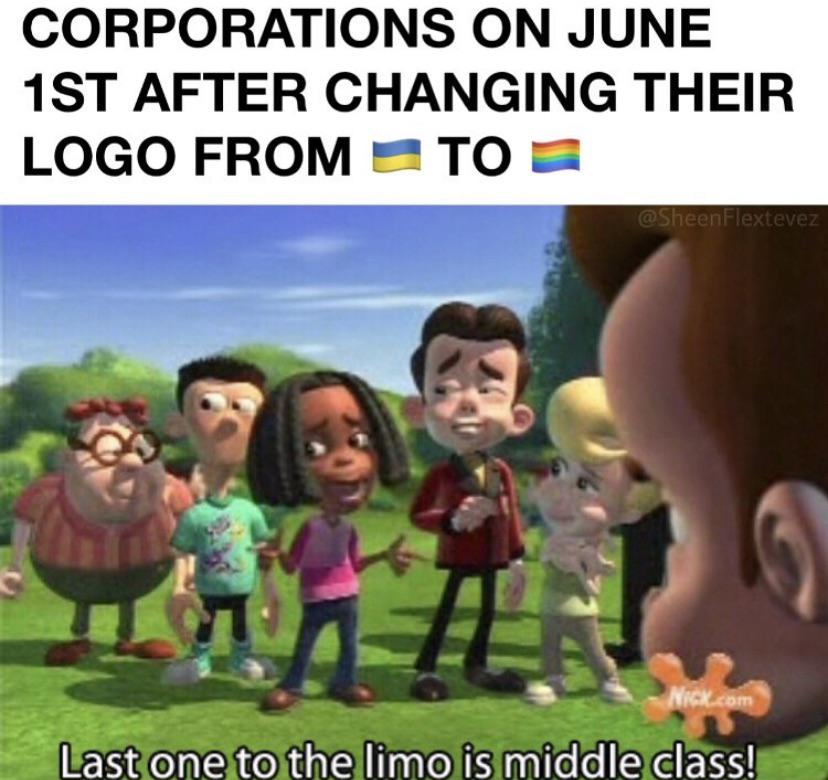 CORPORATIONS ON JUNE
1ST AFTER CHANGING THEIR
LOGO FROM 🇺🇦 TO 🏳️‍🌈
@SheenFlextevez
NICK.com
Last one to the limo is middle class!